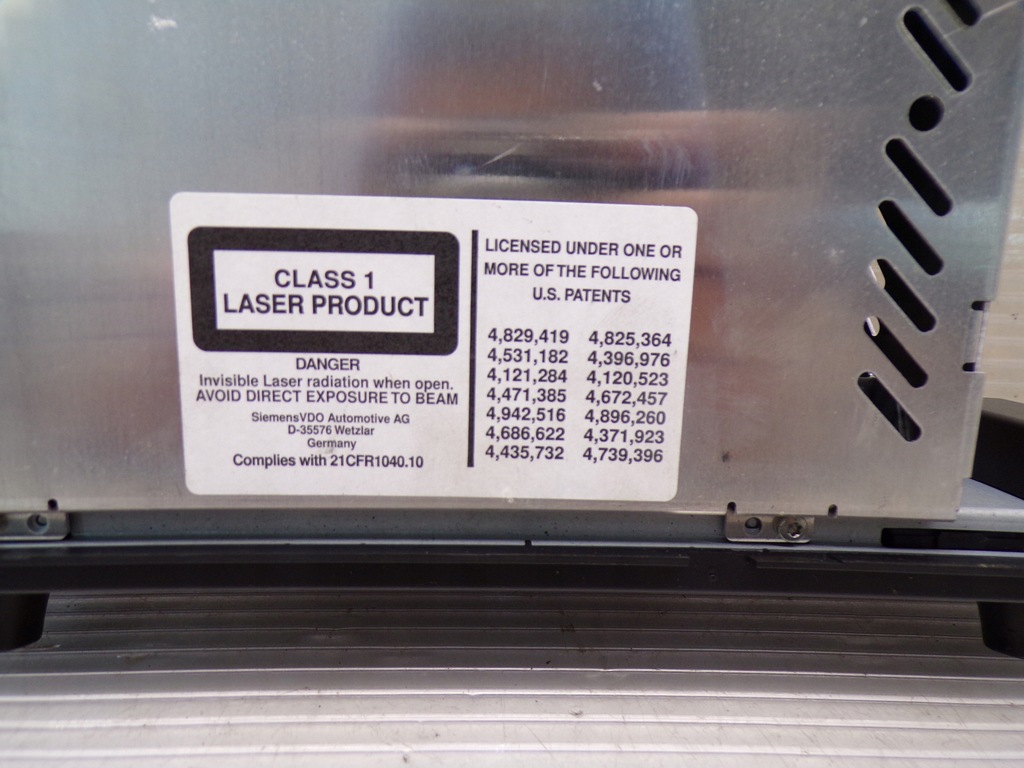 CLASS 1
LASER PRODUCT
DANGER
Invisible Laser radiation when open.
AVOID DIRECT EXPOSURE TO BEAM
SiemensVDO Automotive AG
D-35576 Wetzlar
Germany
Complies with 21CFR1040.10
LICENSED UNDER ONE OR
MORE OF THE FOLLOWING
U.S. PATENTS
4,829,419 4,825,364
4,531,182 4,396,976
4,121,284 4,120,523
4,471,385 4,672,457
4,942,516 4,896,260
4,686,622 4,371,923
4,435,732 4,739,396